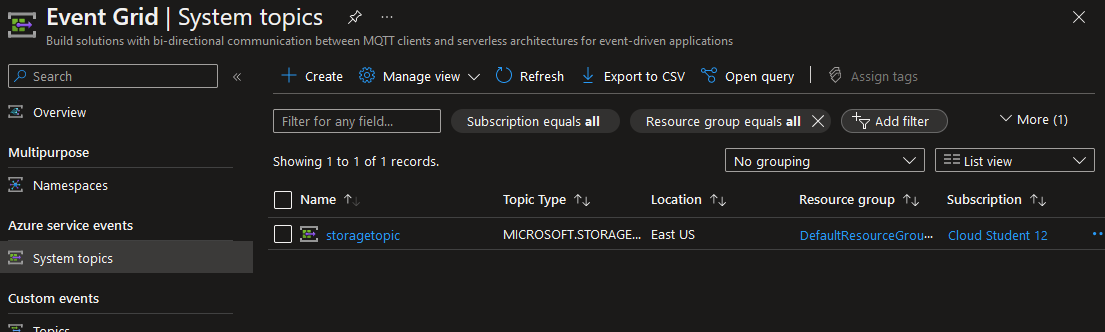 Event Grid | System topics
Build solutions with bi-directional communication between MQTT clients and serverless architectures for event-driven applications
Search
Overview
Multipurpose
Namespaces
Azure service events
System topics
Custom events
Topics
Create Manage view Refresh Export to CSV Open query Assign tags
Filter for any field... Subscription equals all Resource group equals all Add filter More (1)
Showing 1 to 1 of 1 records. No grouping List view
Name Topic Type Location Resource group Subscription
storagetopic MICROSOFT.STORAGE... East US DefaultResourceGrou... Cloud Student 12